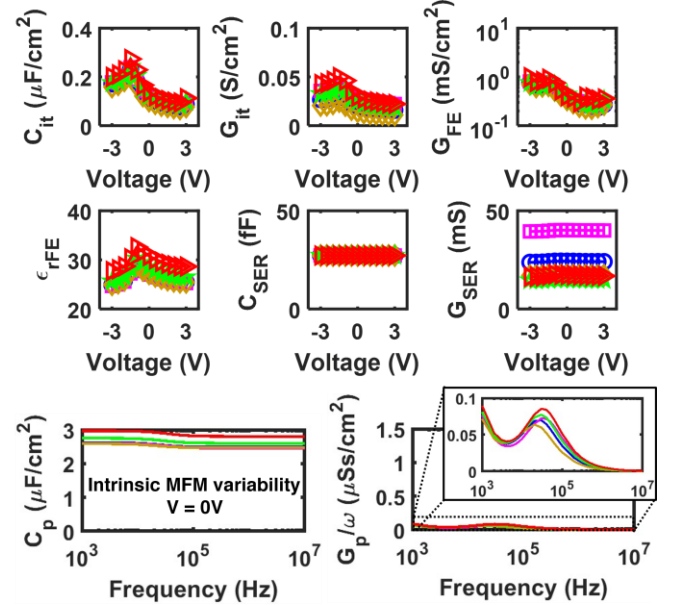 C_it (μF/cm²)
0.4
0.2
0
-3 0 3
Voltage (V)
G_it (S/cm²)
0.1
0.05
0
-3 0 3
Voltage (V)
G_FE (mS/cm²)
10¹
10⁰
10⁻¹
-3 0 3
Voltage (V)
ϵ_rFE
40
30
20
-3 0 3
Voltage (V)
C_SER (fF)
50
0
-3 0 3
Voltage (V)
G_SER (mS)
50
0
-3 0 3
Voltage (V)
C_p (μF/cm²)
3
2
1
0
Intrinsic MFM variability
V = 0V
10³ 10⁵ 10⁷
Frequency (Hz)
G_p/ω (μSs/cm²)
1.5
1
0.5
0
0.1
0.05
0
10³ 10⁵ 10⁷
10³ 10⁵ 10⁷
Frequency (Hz)